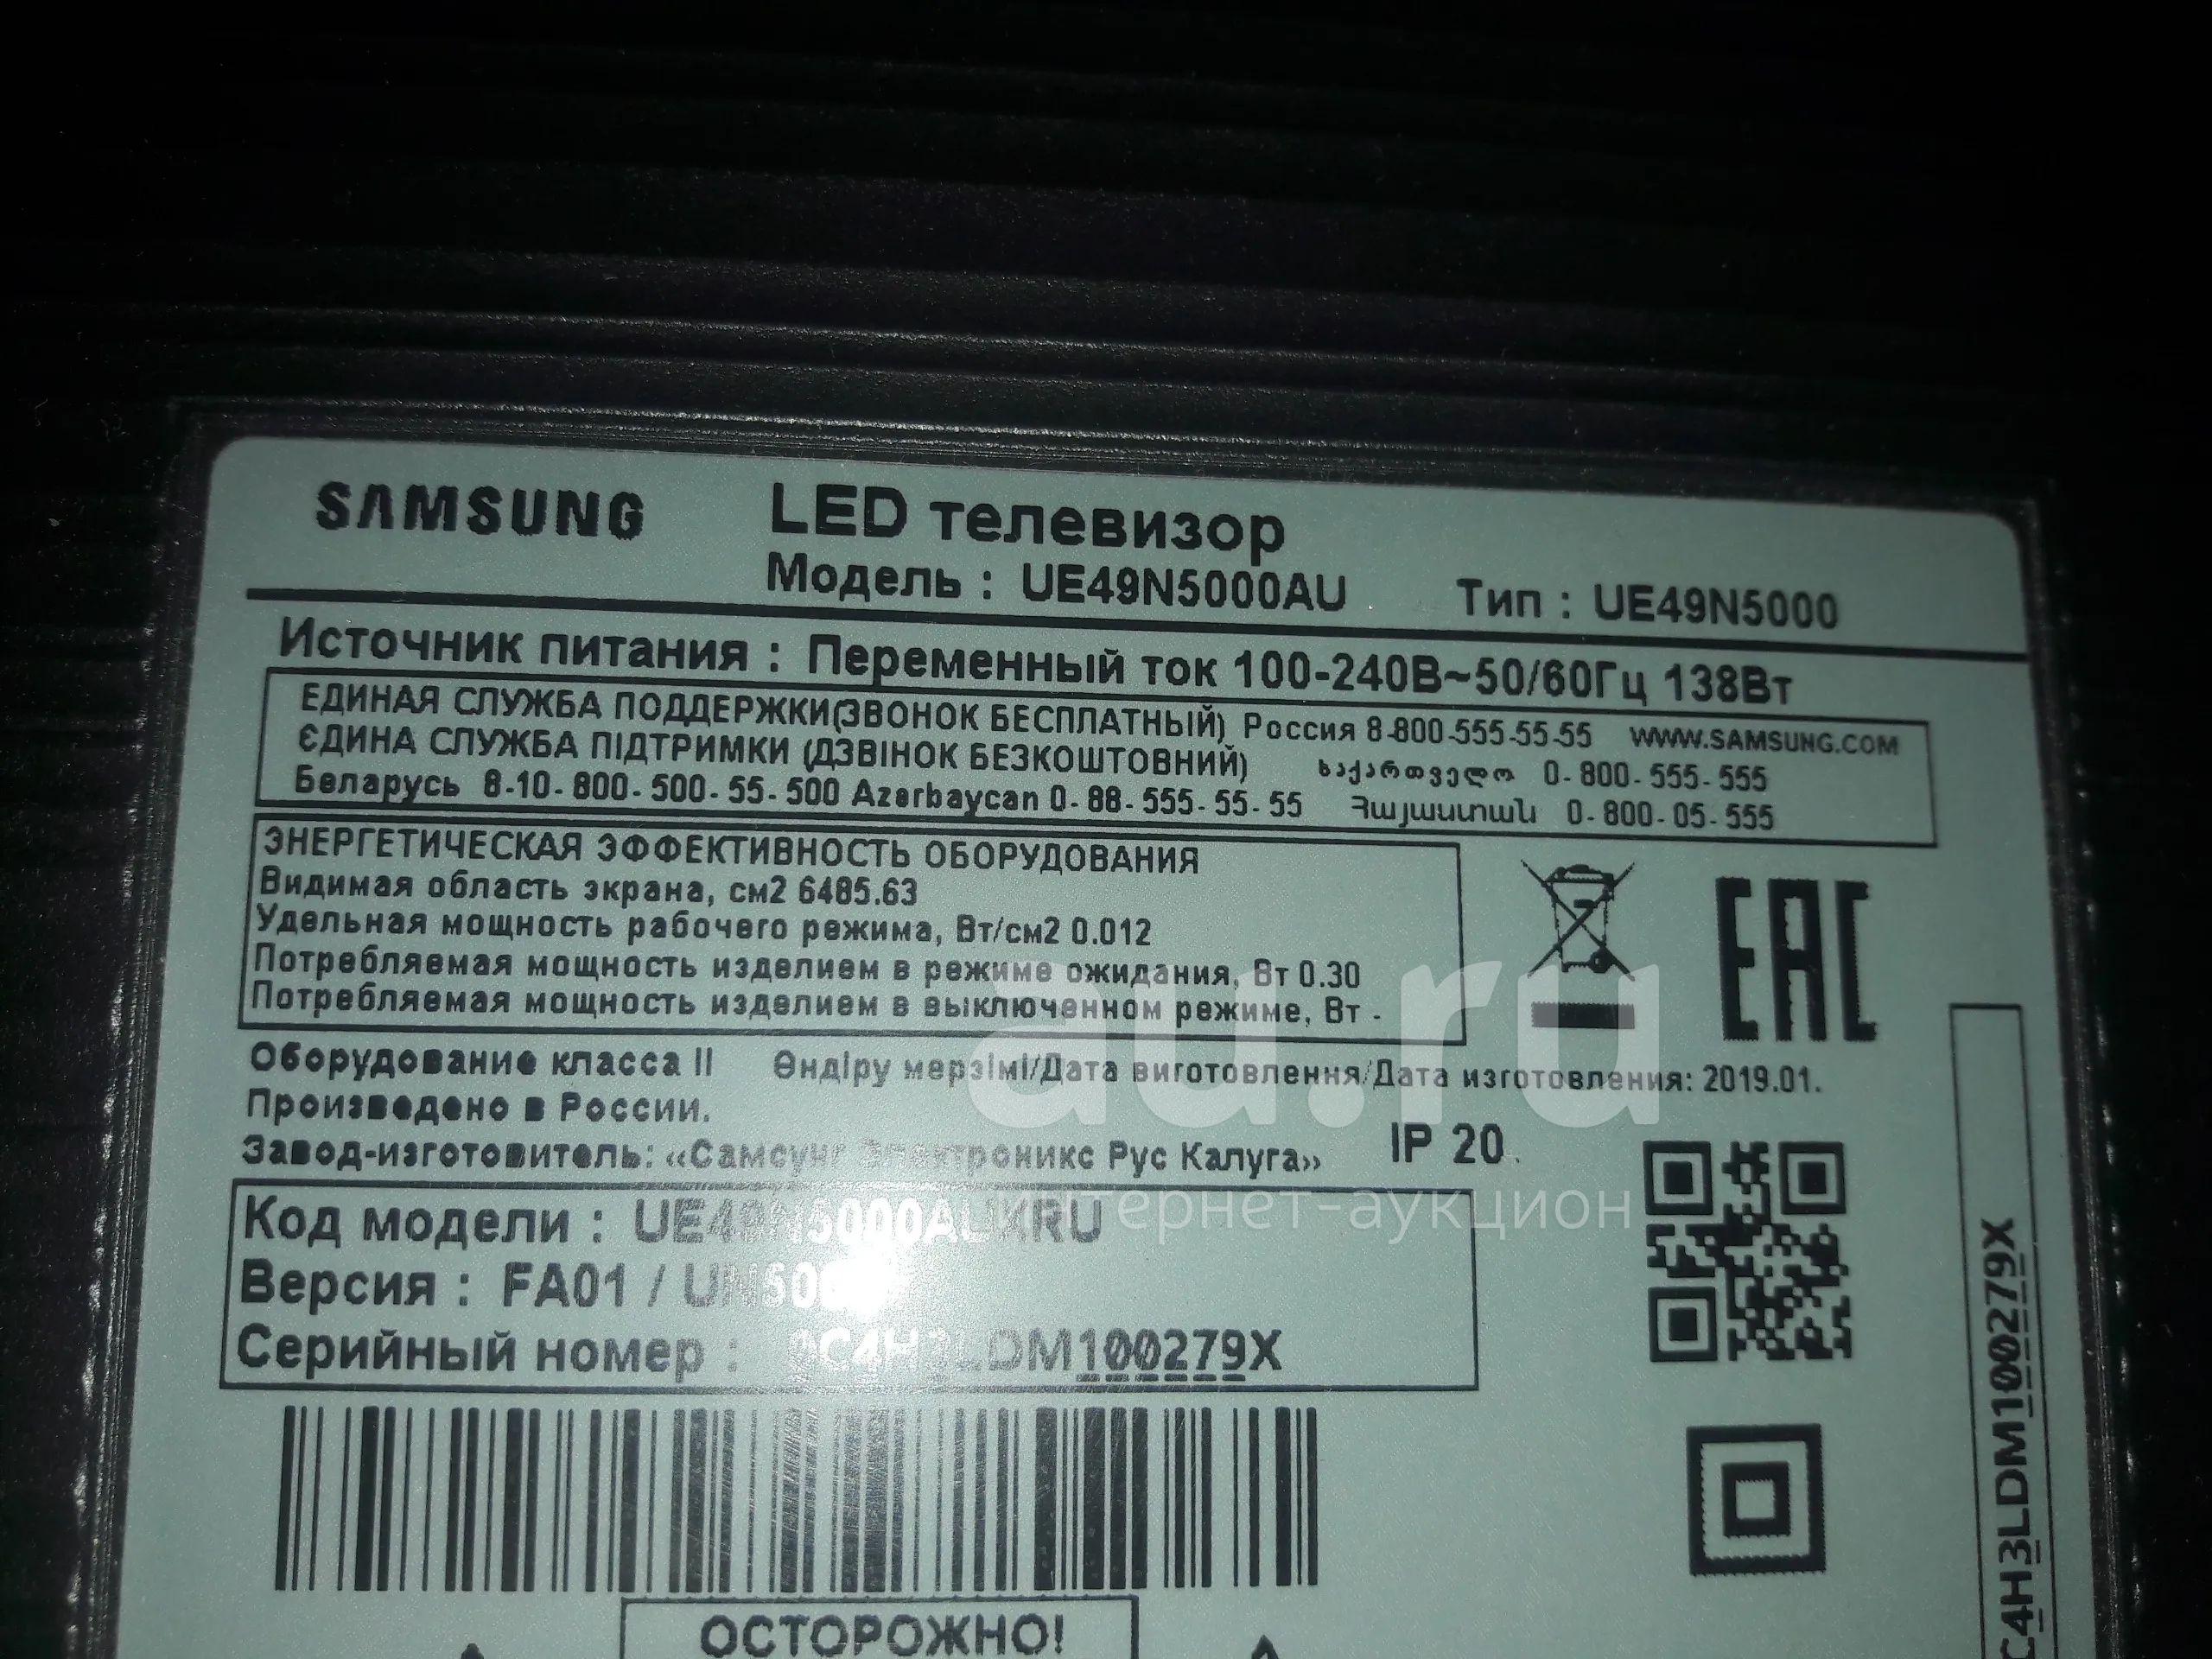 SAMSUNG LED телевизор
Модель : UE49N5000AU Тип : UE49N5000
Источник питания : Переменный ток 100-240В~50/60Гц 138Вт
ЕДИНАЯ СЛУЖБА ПОДДЕРЖКИ(ЗВОНОК БЕСПЛАТНЫЙ) Россия 8-800-555-55-55 WWW.SAMSUNG.COM
ЄДИНА СЛУЖБА ПІДТРИМКИ (ДЗВІНОК БЕЗКОШТОВНИЙ) საქართველო 0-800-555-555
Беларусь 8-10-800-500-55-500 Azerbaycan 0-88-555-55-55 Հայաստան 0-800-05-555
ЭНЕРГЕТИЧЕСКАЯ ЭФФЕКТИВНОСТЬ ОБОРУДОВАНИЯ
Видимая область экрана, см2 6485.63
Удельная мощность рабочего режима, Вт/см2 0.012
Потребляемая мощность изделием в режиме ожидания, Вт 0.30
Потребляемая мощность изделием в выключенном режиме, Вт -
EAC
Оборудование класса II Өндіру мерзімі/Дата виготовлення/Дата изготовления: 2019.01.
Произведено в России.
Завод-изготовитель: «Самсунг Электроникс Рус Калуга» IP 20
Код модели : UE49N5000AUXRU
Версия : FA01 /
Серийный номер : 0C4H3LDM100279X
C4H3LDM100279X
ОСТОРОЖНО!
au.ru
интернет-аукцион